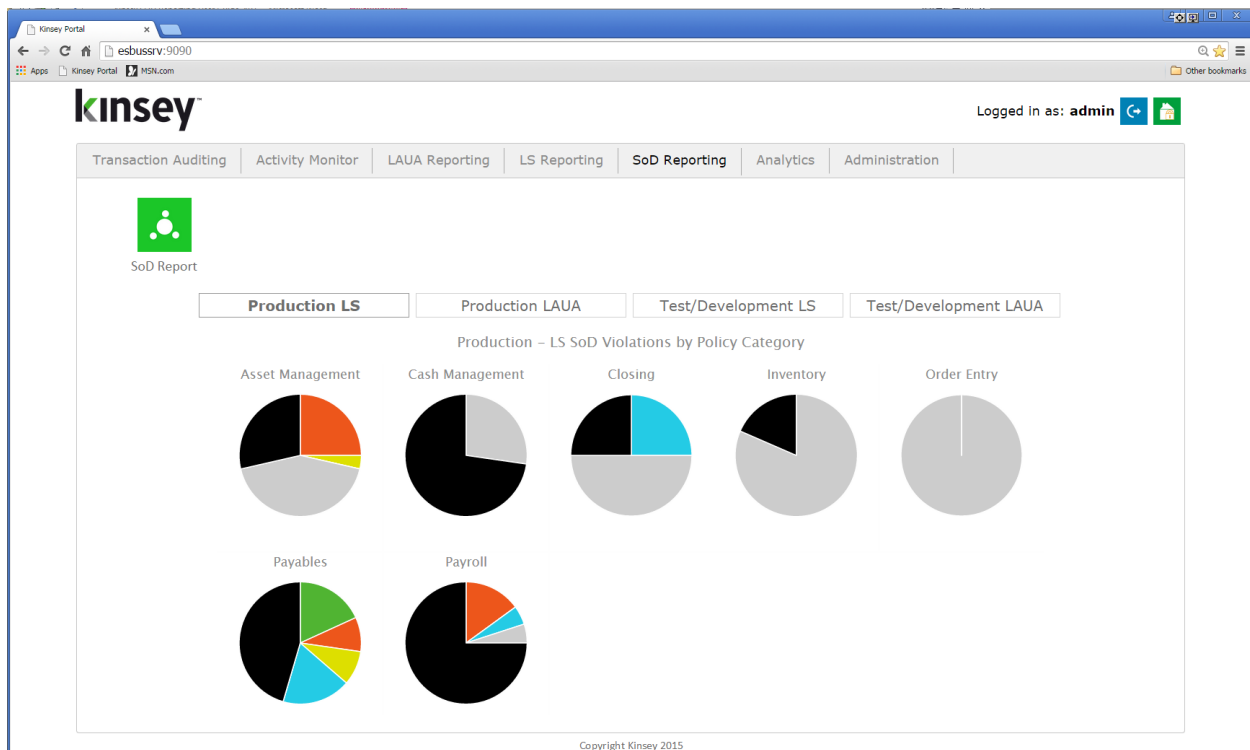 Kinsey Portal
esbussrv:9090
Apps Kinsey Portal MSN.com Other bookmarks
kinsey
Logged in as: admin
Transaction Auditing Activity Monitor LAUA Reporting LS Reporting SoD Reporting Analytics Administration
SoD Report
Production LS Production LAUA Test/Development LS Test/Development LAUA
Production – LS SoD Violations by Policy Category
Asset Management Cash Management Closing Inventory Order Entry
Payables Payroll
Copyright Kinsey 2015